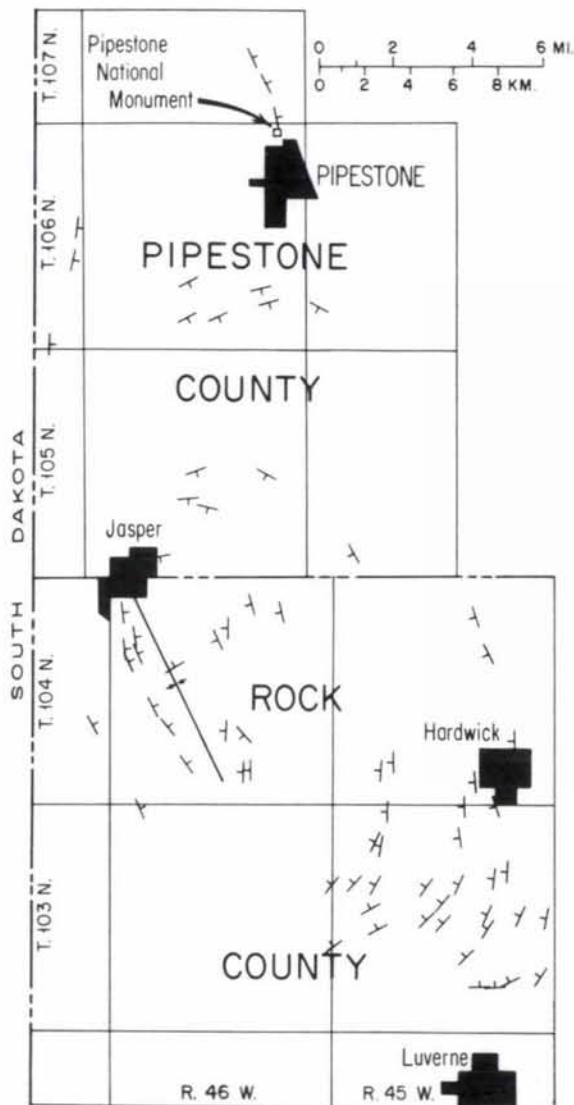 Pipestone
National
Monument
0 2 4 6 MI.
0 2 4 6 8 KM.
T. 107 N.
PIPESTONE
T. 106 N.
PIPESTONE
COUNTY
T. 105 N.
SOUTH DAKOTA
Jasper
T. 104 N.
ROCK
Hardwick
T. 103 N.
COUNTY
Luverne
R. 46 W.
R. 45 W.